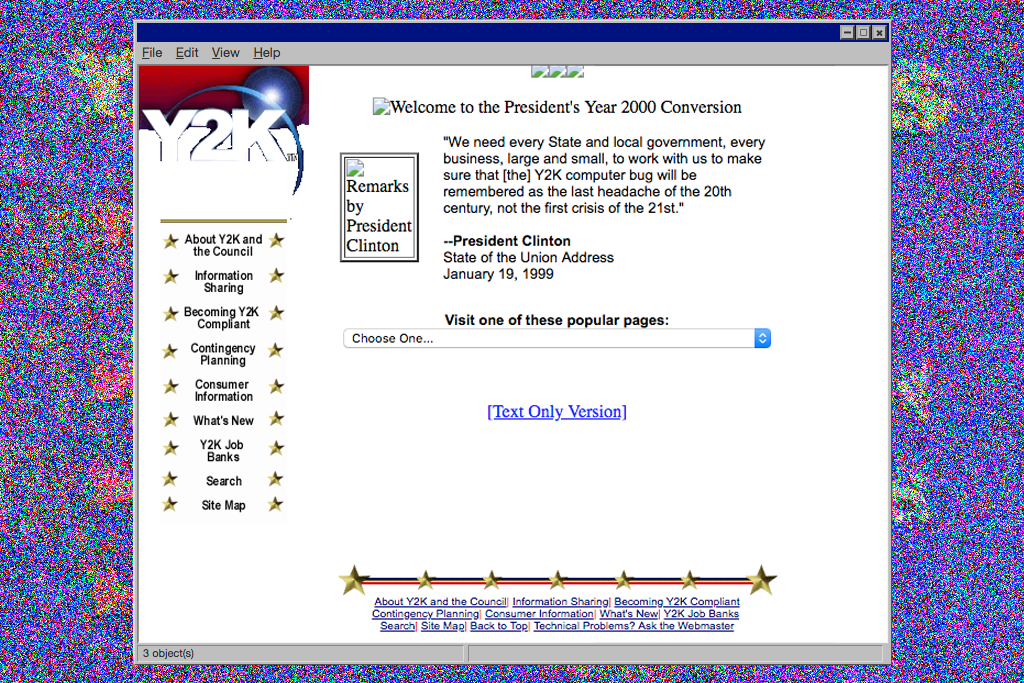 File Edit View Help
Y2K
About Y2K and
the Council
Information
Sharing
Becoming Y2K
Compliant
Contingency
Planning
Consumer
Information
What's New
Y2K Job
Banks
Search
Site Map
Welcome to the President's Year 2000 Conversion
Remarks
by
President
Clinton
"We need every State and local government, every
business, large and small, to work with us to make
sure that [the] Y2K computer bug will be
remembered as the last headache of the 20th
century, not the first crisis of the 21st."
--President Clinton
State of the Union Address
January 19, 1999
Visit one of these popular pages:
Choose One...
[Text Only Version]
About Y2K and the Council| Information Sharing| Becoming Y2K Compliant
Contingency Planning| Consumer Information| What's New| Y2K Job Banks
Search| Site Map| Back to Top| Technical Problems? Ask the Webmaster
3 object(s)